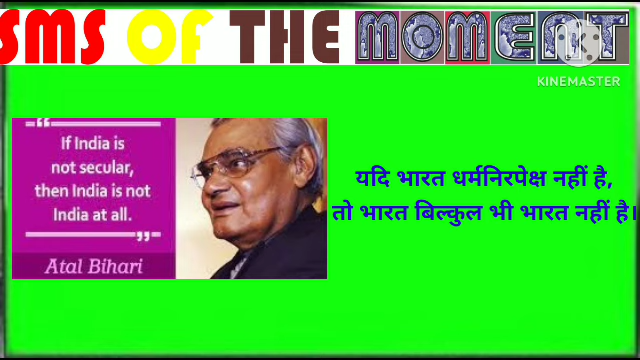 SMS OF THE MOMENT
KINEMASTER
If India is
not secular,
then India is not
India at all.
Atal Bihari
यदि भारत धर्मनिरपेक्ष नहीं है,
तो भारत बिल्कुल भी भारत नहीं है।